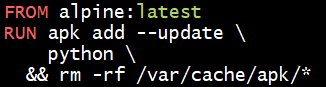 FROM alpine:latest
RUN apk add --update \
    python \
  && rm -rf /var/cache/apk/*